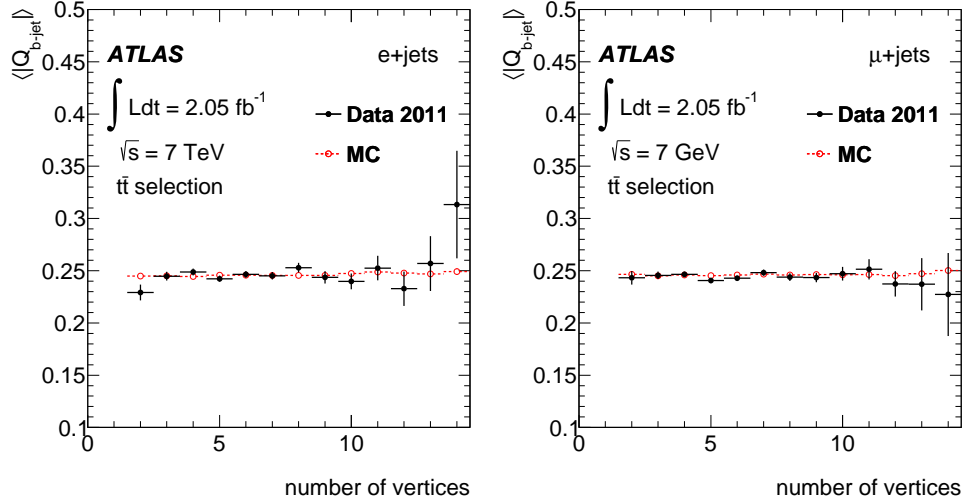 ⟨|Q_b-jet|⟩
0.5
0.45
0.4
0.35
0.3
0.25
0.2
0.15
0.1
ATLAS e+jets
∫ Ldt = 2.05 fb⁻¹
√s = 7 TeV
tt̄ selection
Data 2011
MC
0 5 10
number of vertices
⟨|Q_b-jet|⟩
0.5
0.45
0.4
0.35
0.3
0.25
0.2
0.15
0.1
ATLAS μ+jets
∫ Ldt = 2.05 fb⁻¹
√s = 7 GeV
tt̄ selection
Data 2011
MC
0 5 10
number of vertices